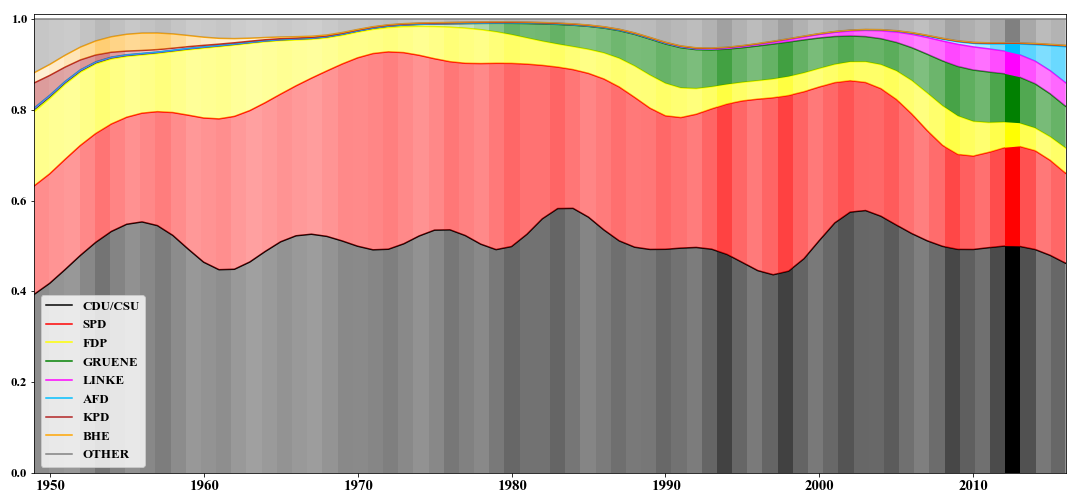 1.0
0.8
0.6
0.4
0.2
0.0
CDU/CSU
SPD
FDP
GRUENE
LINKE
AFD
KPD
BHE
OTHER
1950 1960 1970 1980 1990 2000 2010